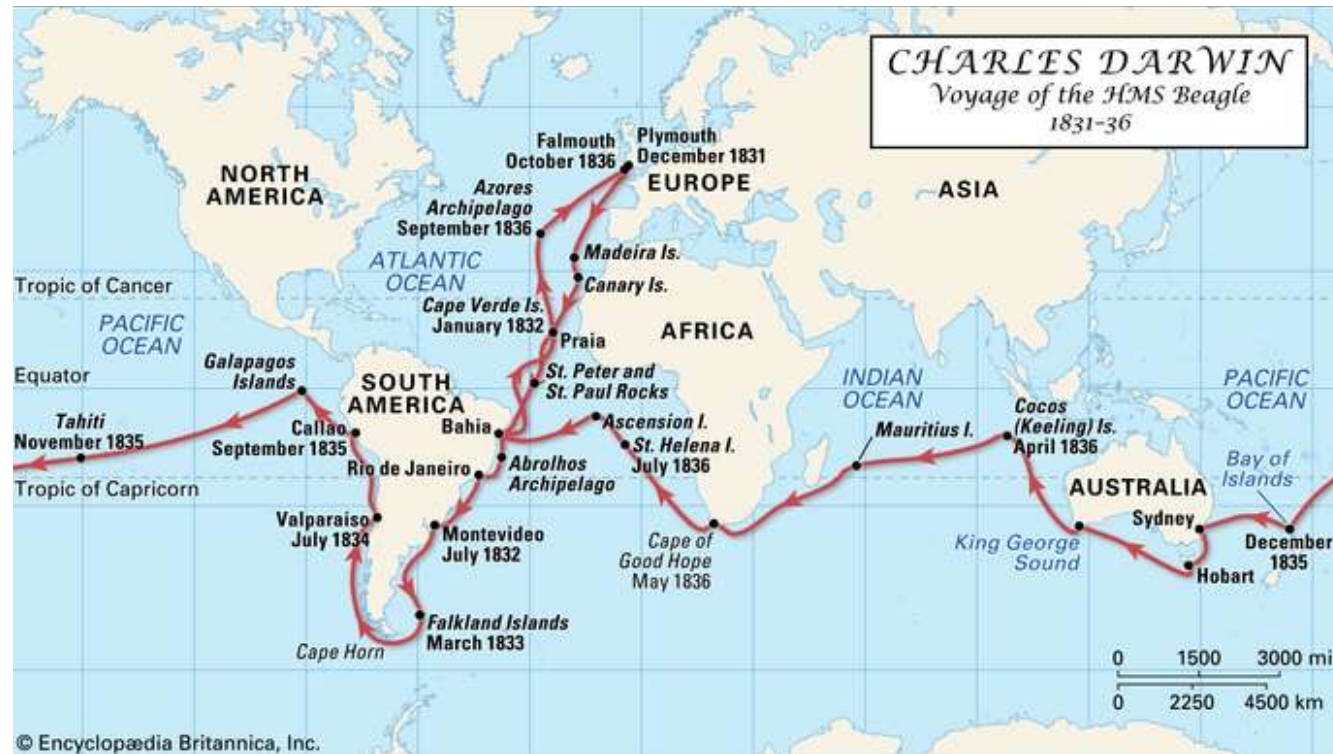 CHARLES DARWIN
Voyage of the HMS Beagle
1831-36
Falmouth
October 1836
Plymouth
December 1831
NORTH
AMERICA
EUROPE
ASIA
Azores
Archipelago
September 1836
ATLANTIC
OCEAN
Madeira Is.
Canary Is.
Tropic of Cancer
Cape Verde Is.
January 1832
PACIFIC
OCEAN
AFRICA
Praia
Galapagos
Islands
Equator
SOUTH
AMERICA
St. Peter and
St. Paul Rocks
INDIAN
OCEAN
PACIFIC
OCEAN
Tahiti
November 1835
Callao
September 1835
Bahia
Ascension I.
Mauritius I.
Cocos
(Keeling) Is.
April 1836
St. Helena I.
July 1836
Rio de Janeiro
Abrolhos
Archipelago
Bay of
Islands
Tropic of Capricorn
AUSTRALIA
Valparaiso
July 1834
Montevideo
July 1832
Cape of
Good Hope
May 1836
King George
Sound
Sydney
December
1835
Hobart
Falkland Islands
March 1833
Cape Horn
0 1500 3000 mi
0 2250 4500 km
© Encyclopædia Britannica, Inc.